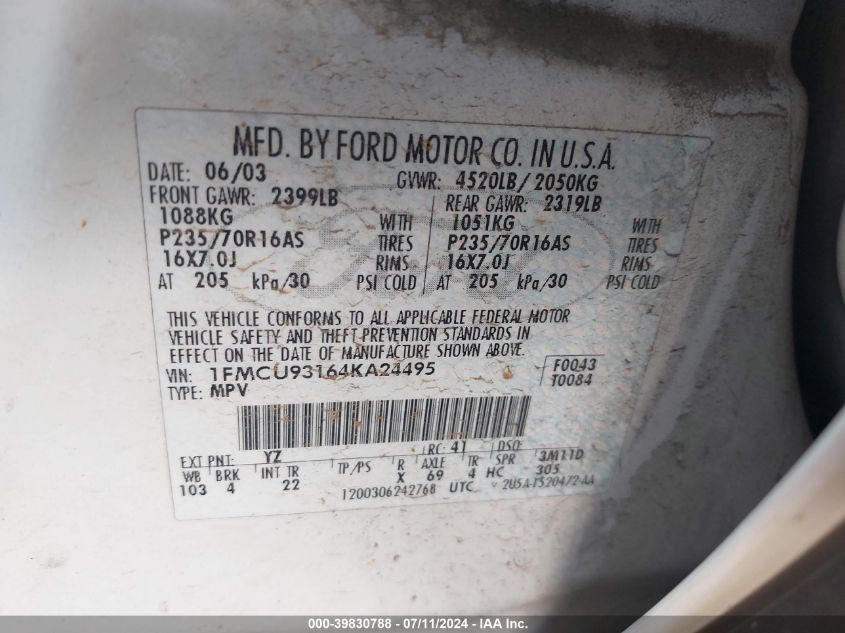 MFD. BY FORD MOTOR CO. IN U.S.A.
DATE: 06/03 GVWR: 4520LB/ 2050KG
FRONT GAWR: 2399LB REAR GAWR: 2319LB
1088KG WITH 1051KG WITH
P235/70R16AS TIRES P235/70R16AS TIRES
16X7.0J RIMS 16X7.0J RIMS
AT 205 kPa/30 PSI COLD AT 205 kPa/30 PSI COLD
THIS VEHICLE CONFORMS TO ALL APPLICABLE FEDERAL MOTOR
VEHICLE SAFETY AND THEFT PREVENTION STANDARDS IN
EFFECT ON THE DATE OF MANUFACTURE SHOWN ABOVE.
VIN: 1FMCU93164KA24495 F0043
TYPE: MPV T0084
EXT PNT: YZ RC: 41 DSO:
WB BRK INT TR TP/PS R AXLE TR SPR 3M11D
103 4 22 X 69 4 HC 305
1200306242768 UTC 2U5A-1520472-AA
000-39830788 - 07/11/2024 - IAA Inc.